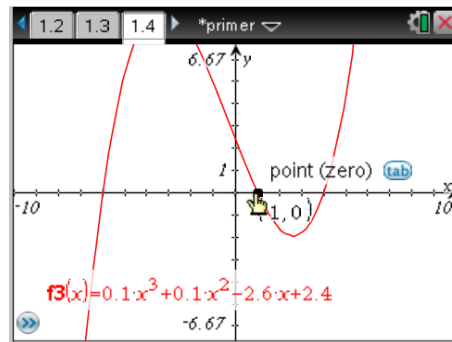 1.2 1.3 1.4 *primer
6.67 y
1
point (zero) tab
x
-10
(1,0)
10
f3(x)=0.1·x³+0.1·x²−2.6·x+2.4
-6.67